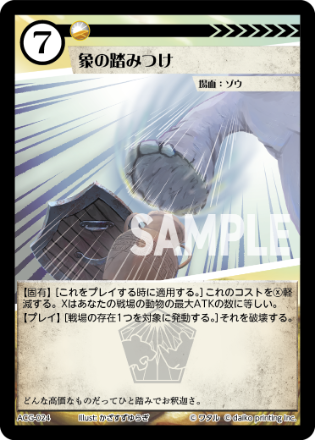 7
象の踏みつけ
場面：ゾウ
SAMPLE
【固有】[これをプレイする時に適用する。]このコストをⓧ軽
減する。Xはあなたの戦場の動物の最大ATKの数に等しい。
【プレイ】[戦場の存在1つを対象に発動する。]それを破壊する。
どんな高価なものだってひと踏みでお釈迦さ。
ACG-024 Illust: かざすずゆらぎ © ワタル © daiko printing inc.